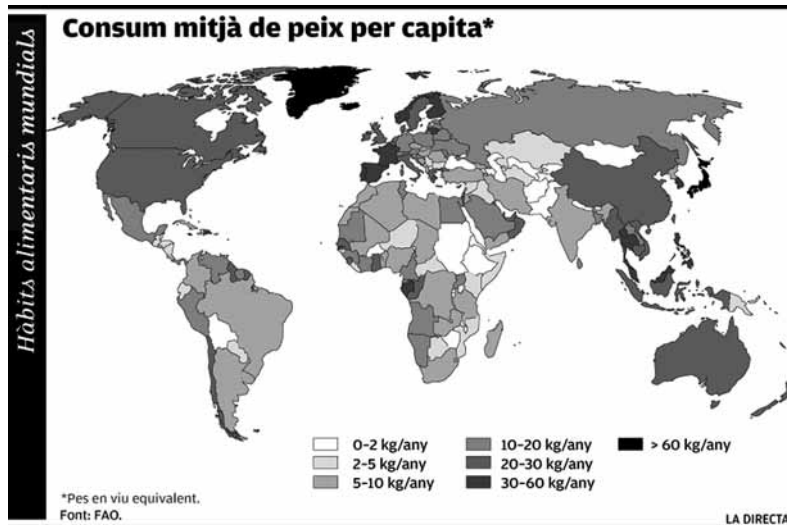 Hàbits alimentaris mundials
Consum mitjà de peix per capita*
0-2 kg/any
2-5 kg/any
5-10 kg/any
10-20 kg/any
20-30 kg/any
30-60 kg/any
> 60 kg/any
*Pes en viu equivalent.
Font: FAO.
LA DIRECTA